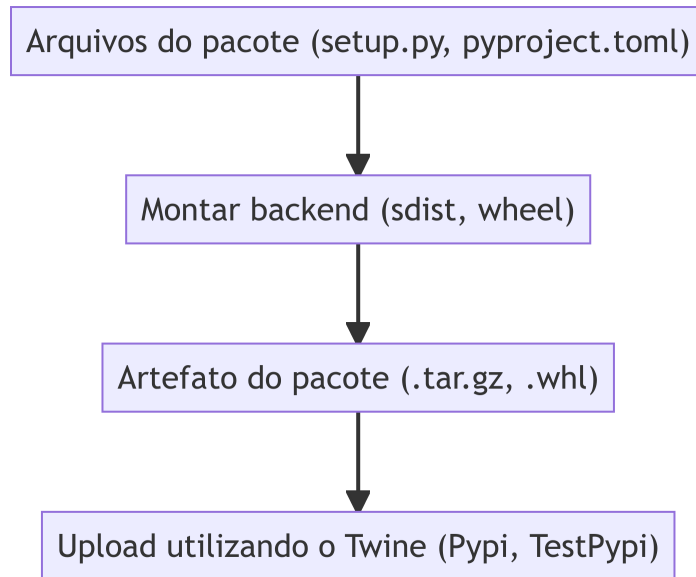 Arquivos do pacote (setup.py, pyproject.toml)
Montar backend (sdist, wheel)
Artefato do pacote (.tar.gz, .whl)
Upload utilizando o Twine (Pypi, TestPypi)